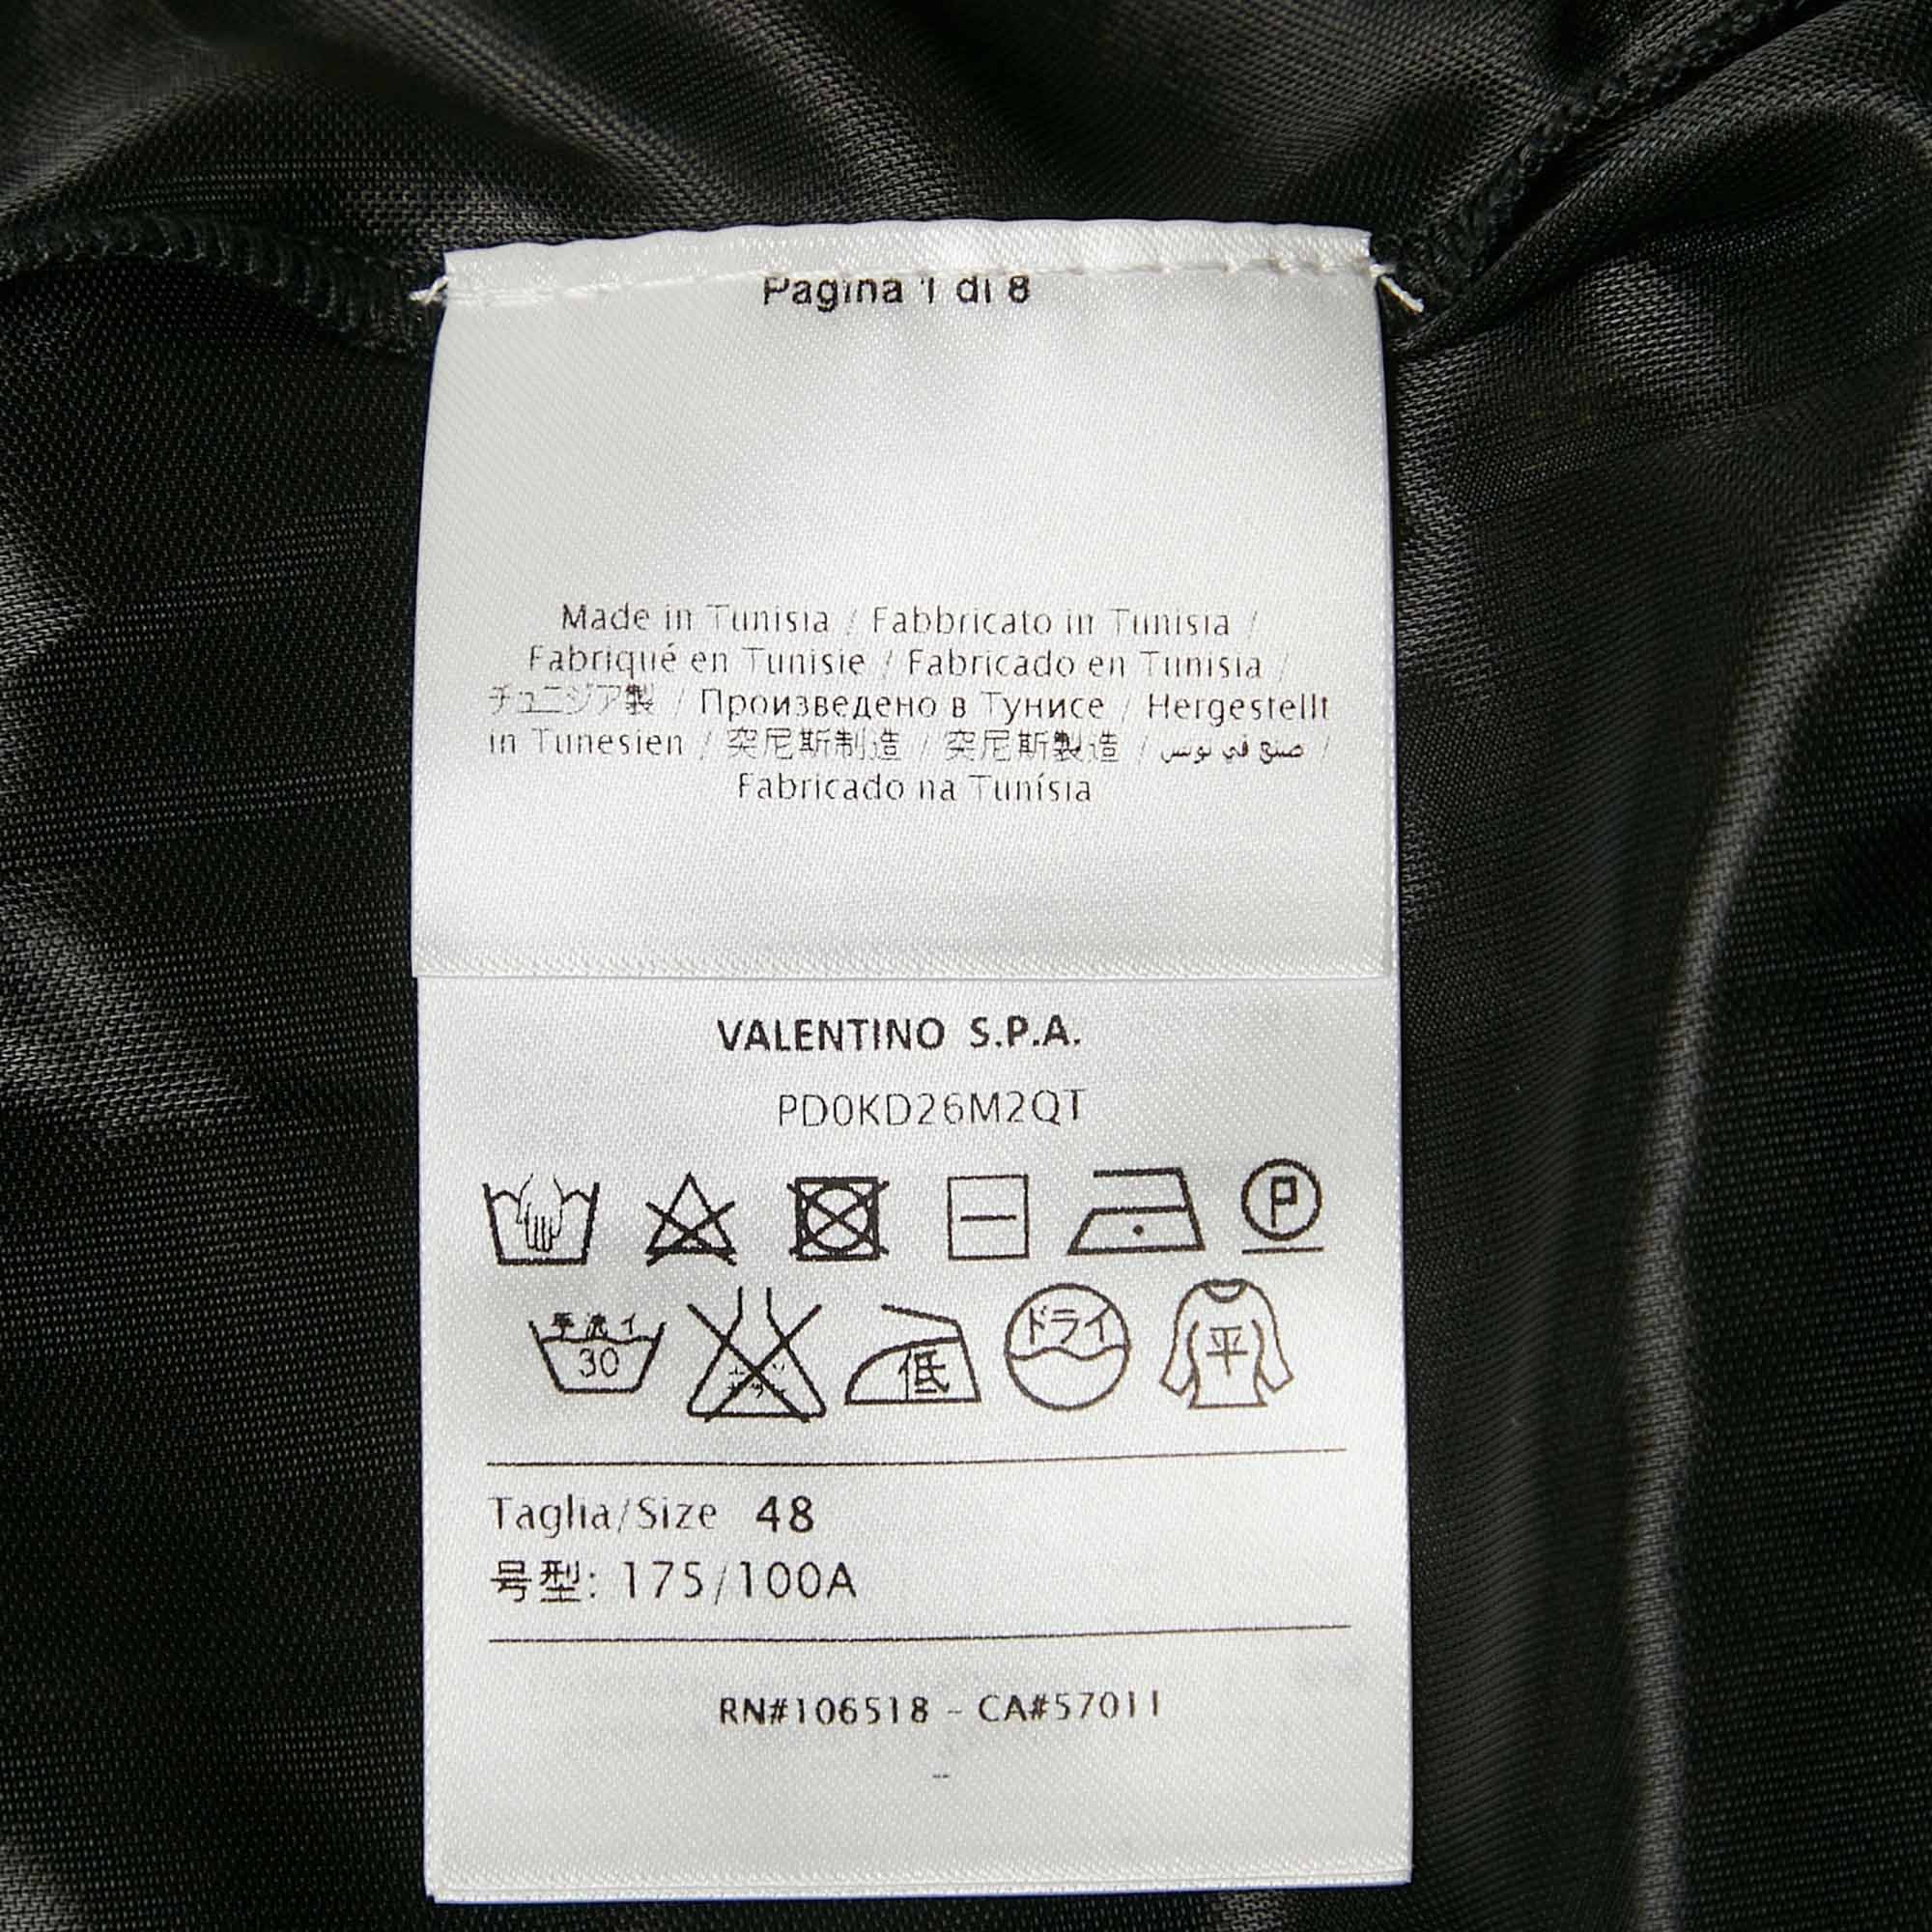 Pagina 1 di 8
Made in Tunisia / Fabbricato in Tunisia /
Fabriqué en Tunisie / Fabricado en Tunisia /
チュニジア製 / Произведено в Тунисе / Hergestellt
in Tunesien / 突尼斯制造 / 突尼斯製造 / صنع في تونس /
Fabricado na Tunísia
VALENTINO S.P.A.
PD0KD26M2QT
P
手洗イ
30
低
ドライ
平
Taglia/Size 48
号型: 175/100A
RN#106518 - CA#57011
--